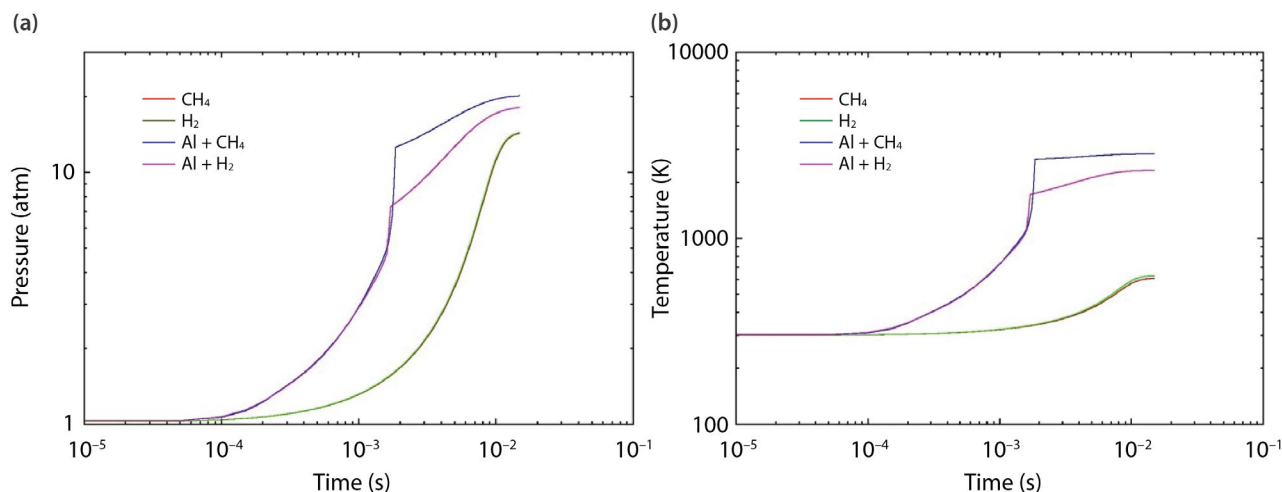 (a)
CH₄
H₂
Al + CH₄
Al + H₂
10
1
Pressure (atm)
10⁻⁵
10⁻⁴
10⁻³
10⁻²
10⁻¹
Time (s)
(b)
10000
1000
100
CH₄
H₂
Al + CH₄
Al + H₂
Temperature (K)
10⁻⁵
10⁻⁴
10⁻³
10⁻²
10⁻¹
Time (s)